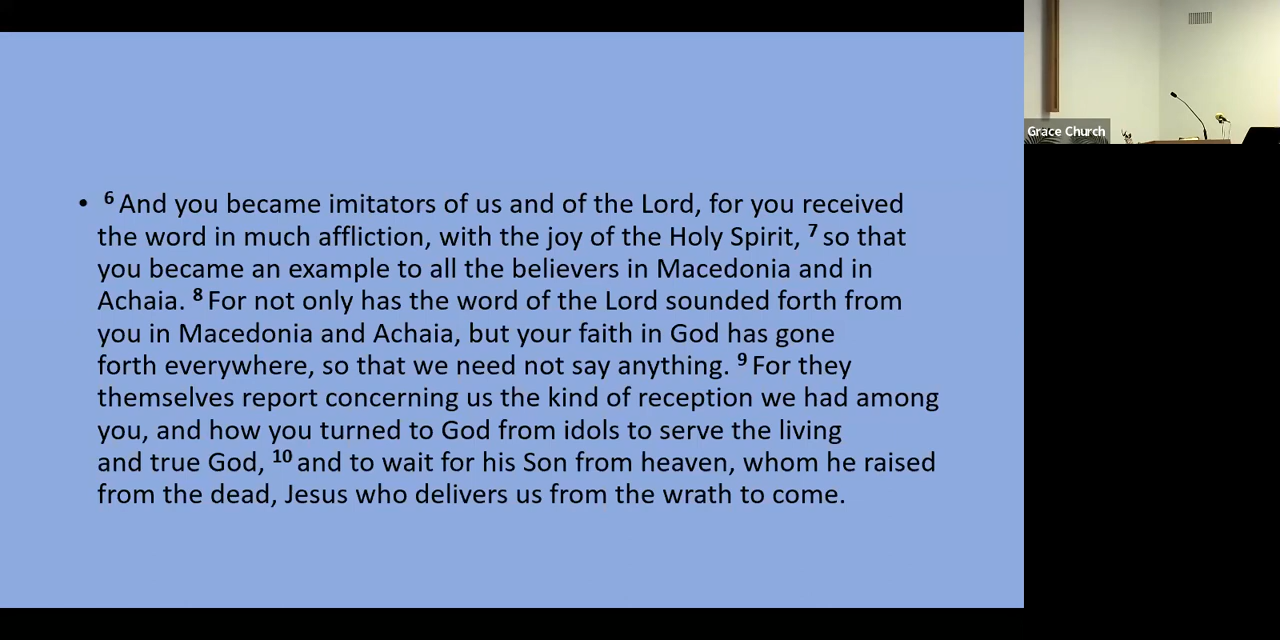 Grace Church
• ⁶ And you became imitators of us and of the Lord, for you received
the word in much affliction, with the joy of the Holy Spirit, ⁷ so that
you became an example to all the believers in Macedonia and in
Achaia. ⁸ For not only has the word of the Lord sounded forth from
you in Macedonia and Achaia, but your faith in God has gone
forth everywhere, so that we need not say anything. ⁹ For they
themselves report concerning us the kind of reception we had among
you, and how you turned to God from idols to serve the living
and true God, ¹⁰ and to wait for his Son from heaven, whom he raised
from the dead, Jesus who delivers us from the wrath to come.